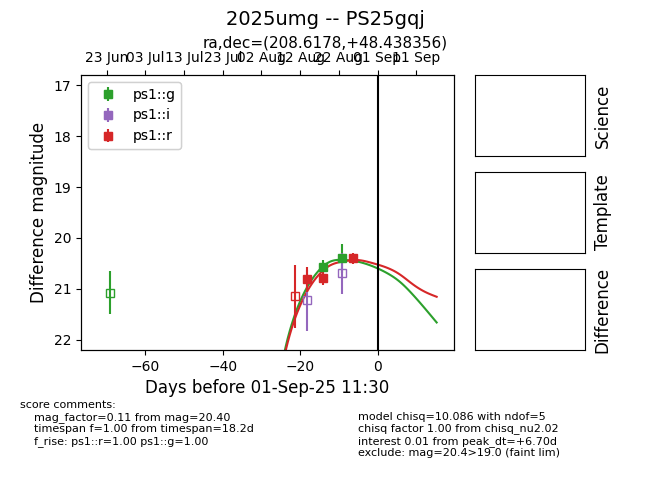 2025umg -- PS25gqj
ra,dec=(208.6178,+48.438356)
23 Jun 03 Jul 13 Jul 23 Jul 02 Aug 12 Aug 22 Aug 01 Sep 11 Sep
17
18
19
20
21
22
Difference magnitude
ps1::g
ps1::i
ps1::r
−60 −40 −20 0
Days before 01-Sep-25 11:30
Science
Template
Difference
score comments:
mag_factor=0.11 from mag=20.40
timespan f=1.00 from timespan=18.2d
f_rise: ps1::r=1.00 ps1::g=1.00
model chisq=10.086 with ndof=5
chisq factor 1.00 from chisq_nu2.02
interest 0.01 from peak_dt=+6.70d
exclude: mag=20.4>19.0 (faint lim)